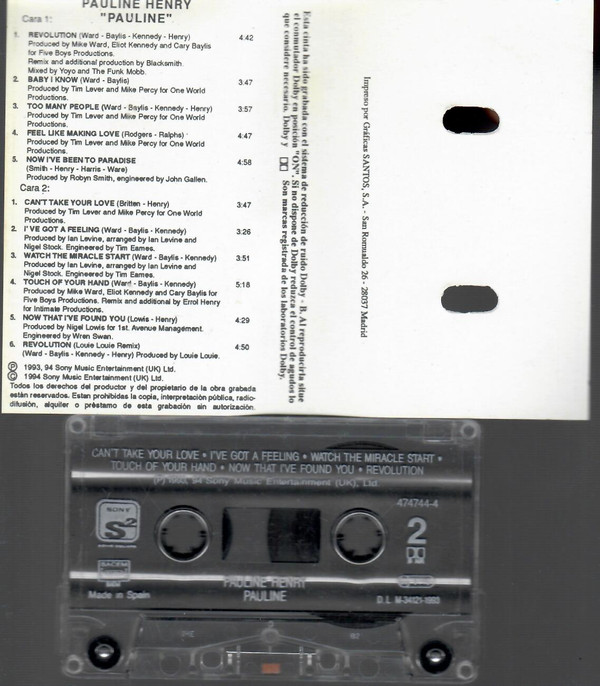 PAULINE HENRY
"PAULINE"
Cara 1:
1. REVOLUTION (Ward - Baylis - Kennedy - Henry) 4:42
Produced by Mike Ward, Eliot Kennedy and Cary Baylis
for Five Boys Productions.
Remix and additional production by Blacksmith.
Mixed by Yoyo and The Funk Mobb.
2. BABY I KNOW (Ward - Baylis) 3:47
Produced by Tim Lever and Mike Percy for One World
Productions.
3. TOO MANY PEOPLE (Ward - Baylis - Kennedy - Henry) 3:57
Produced by Tim Lever and Mike Percy for One World
Productions.
4. FEEL LIKE MAKING LOVE (Rodgers - Ralphs) 4:47
Produced by Tim Lever and Mike Percy for One World
Productions.
5. NOW I'VE BEEN TO PARADISE 4:58
(Smith - Henry - Harris - Ware)
Produced by Robyn Smith, engineered by John Gallen.
Cara 2:
1. CAN'T TAKE YOUR LOVE (Britten - Henry) 3:47
Produced by Tim Lever and Mike Percy for One World
Productions.
2. I'VE GOT A FEELING (Ward - Baylis - Kennedy) 3:26
Produced by Ian Levine, arranged by Ian Levine and
Nigel Stock. Engineered by Tim Eames.
3. WATCH THE MIRACLE START (Ward - Baylis - Kennedy) 3:51
Produced by Ian Levine, arranged by Ian Levine and
Nigel Stock. Engineered by Tim Eames.
4. TOUCH OF YOUR HAND (Ward - Baylis - Kennedy) 5:18
Produced by Mike Ward, Eliot Kennedy and Cary Baylis for
Five Boys Productions. Remix and additional by Errol Henry
for Intimate Productions.
5. NOW THAT I'VE FOUND YOU (Lowis - Henry) 4:29
Produced by Nigel Lowis for 1st. Avenue Management.
Engineered by Wren Swan.
6. REVOLUTION (Louie Louie Remix) 4:50
(Ward - Baylis - Kennedy - Henry) Produced by Louie Louie.
℗ 1993, 94 Sony Music Entertainment (UK) Ltd.
© 1994 Sony Music Entertainment (UK) Ltd.
Todos los derechos del productor y del propietario de la obra grabada
están reservados. Estan prohibidas la copia, interpretación pública, radio-
difusión, alquiler o préstamo de esta grabación sin autorización.
Esta cinta ha sido grabada con el sistema de reducción de ruido Dolby - B. Al reproducirla situe
el conmutador Dolby en posición "ON". Si no dispone de Dolby reduzca el control de agudos lo
que considere necesario. Dolby y Son marcas registrada de los laboratorios Dolby.
Impreso por Gráficas SANTOS, S.A. - San Romualdo 26 - 28037 Madrid
CAN'T TAKE YOUR LOVE • I'VE GOT A FEELING • WATCH THE MIRACLE START •
TOUCH OF YOUR HAND • NOW THAT I'VE FOUND YOU • REVOLUTION
94 Sony Music Entertainment (UK), Ltd
474744-4
SONY
S2
2
SACEM
Made in Spain
PAULINE HENRY
PAULINE
D.L. M-34121-1993